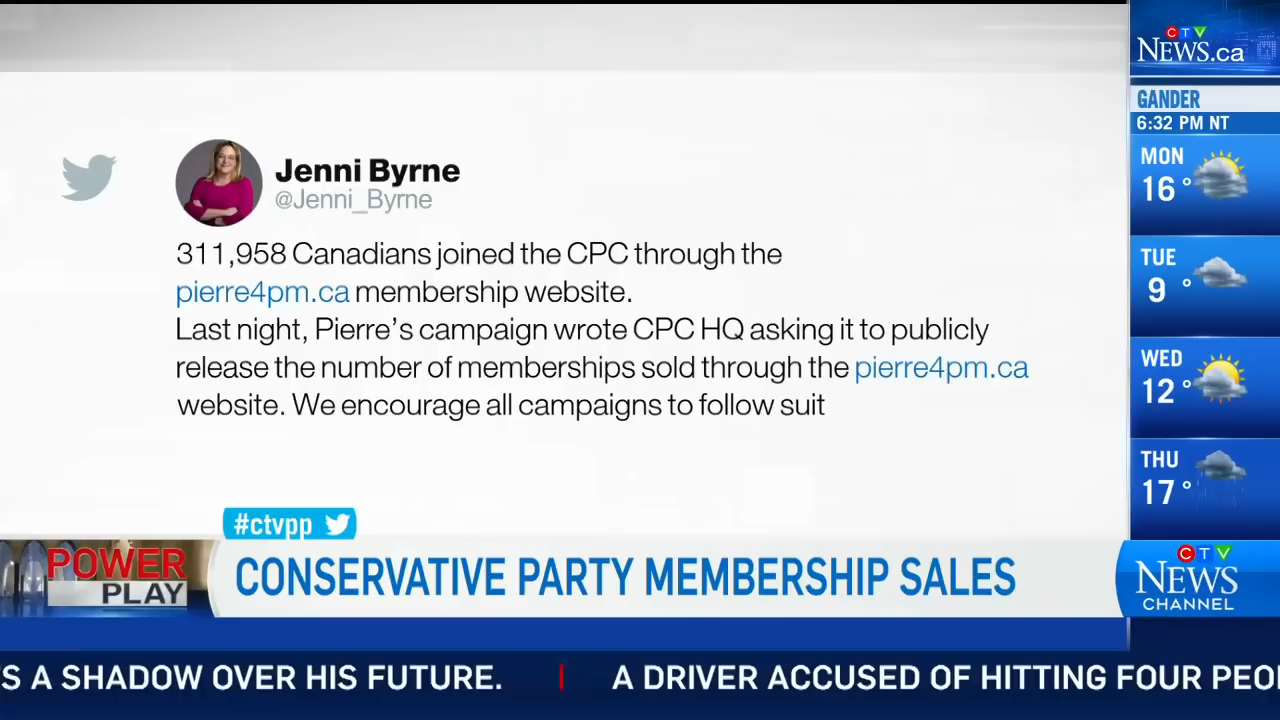 Jenni Byrne
@Jenni_Byrne
311,958 Canadians joined the CPC through the
pierre4pm.ca membership website.
Last night, Pierre’s campaign wrote CPC HQ asking it to publicly
release the number of memberships sold through the pierre4pm.ca
website. We encourage all campaigns to follow suit
#ctvpp
POWER
PLAY
CONSERVATIVE PARTY MEMBERSHIP SALES
CTV
NEWS.ca
GANDER
6:32 PM NT
MON
16°
TUE
9°
WED
12°
THU
17°
CTV
NEWS
CHANNEL
S A SHADOW OVER HIS FUTURE. | A DRIVER ACCUSED OF HITTING FOUR PEO